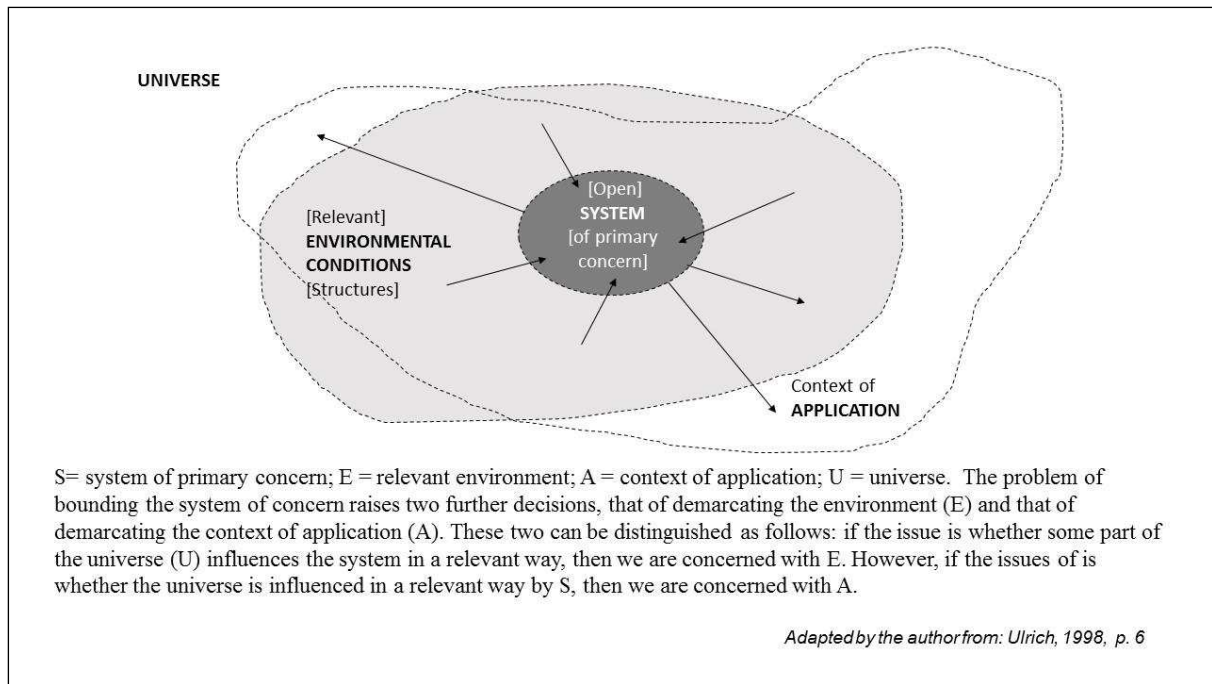 UNIVERSE
[Open]
SYSTEM
[of primary
concern]
[Relevant]
ENVIRONMENTAL
CONDITIONS
[Structures]
Context of
APPLICATION
S= system of primary concern; E = relevant environment; A = context of application; U = universe. The problem of
bounding the system of concern raises two further decisions, that of demarcating the environment (E) and that of
demarcating the context of application (A). These two can be distinguished as follows: if the issue is whether some part of
the universe (U) influences the system in a relevant way, then we are concerned with E. However, if the issues of is
whether the universe is influenced in a relevant way by S, then we are concerned with A.
Adapted by the author from: Ulrich, 1998, p. 6